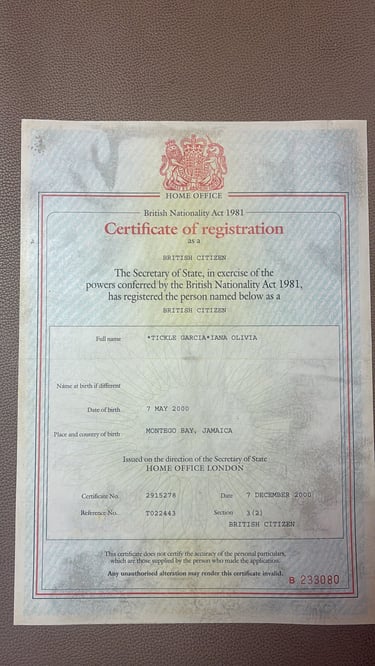 HOME OFFICE
British Nationality Act 1981
Certificate of registration
as a
BRITISH CITIZEN
The Secretary of State, in exercise of the
powers conferred by the British Nationality Act 1981,
has registered the person named below as a
BRITISH CITIZEN
Full name *TICKLE GARCIA*IANA OLIVIA
Name at birth if different
Date of birth 7 MAY 2000
Place and country of birth MONTEGO BAY, JAMAICA
Issued on the direction of the Secretary of State
HOME OFFICE LONDON
Certificate No. 2915276 Date 7 DECEMBER 2000
Reference No. T022443 Section 3(2)
BRITISH CITIZEN
This certificate does not certify the accuracy of the personal particulars,
which are those supplied by the person who made the application.
Any unauthorised alteration may render this certificate invalid.
B 233080